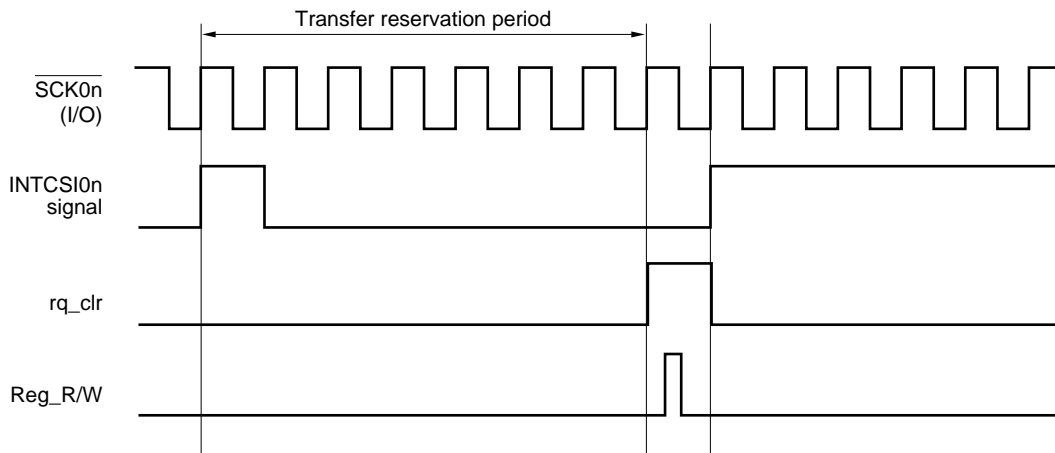 Transfer reservation period
SCK0n
(I/O)
INTCSI0n
signal
rq_clr
Reg_R/W